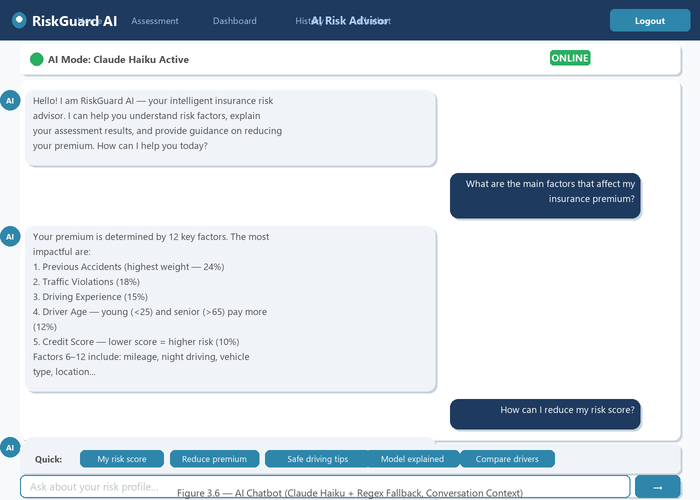 RiskGuard AI
Assessment
Dashboard
AI Risk Advisor
Logout
AI Mode: Claude Haiku Active
ONLINE
AI
Hello! I am RiskGuard AI — your intelligent insurance risk
advisor. I can help you understand risk factors, explain
your assessment results, and provide guidance on reducing
your premium. How can I help you today?
What are the main factors that affect my
insurance premium?
AI
Your premium is determined by 12 key factors. The most
impactful are:
1. Previous Accidents (highest weight — 24%)
2. Traffic Violations (18%)
3. Driving Experience (15%)
4. Driver Age — young (<25) and senior (>65) pay more
(12%)
5. Credit Score — lower score = higher risk (10%)
Factors 6–12 include: mileage, night driving, vehicle
type, location...
How can I reduce my risk score?
AI
Quick:
My risk score
Reduce premium
Safe driving tips
Model explained
Compare drivers
Ask about your risk profile...
→
Figure 3.6 — AI Chatbot (Claude Haiku + Regex Fallback, Conversation Context)